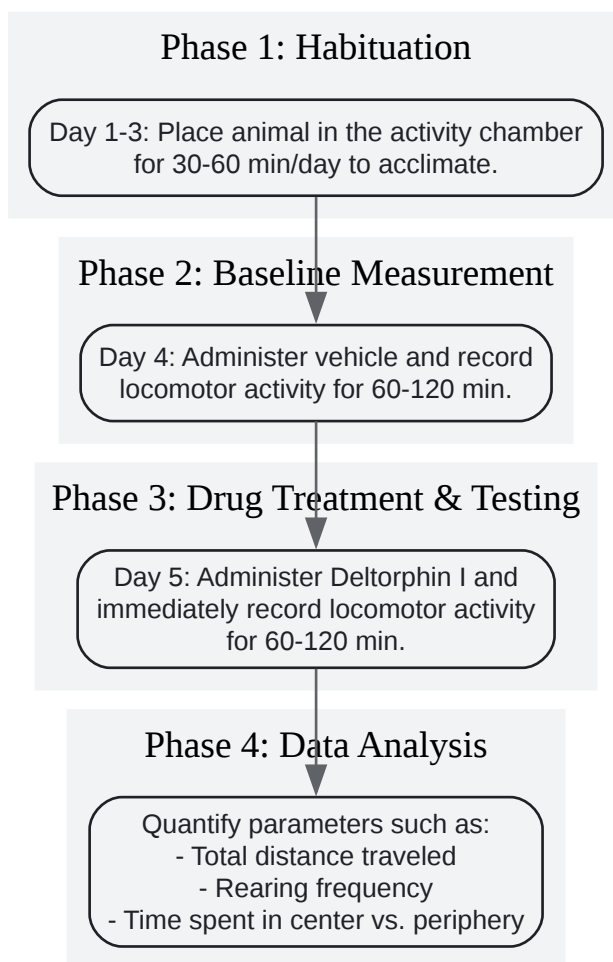 Phase 1: Habituation
Day 1-3: Place animal in the activity chamber
for 30-60 min/day to acclimate.
Phase 2: Baseline Measurement
Day 4: Administer vehicle and record
locomotor activity for 60-120 min.
Phase 3: Drug Treatment & Testing
Day 5: Administer Deltorphin I and
immediately record locomotor activity
for 60-120 min.
Phase 4: Data Analysis
Quantify parameters such as:
- Total distance traveled
- Rearing frequency
- Time spent in center vs. periphery